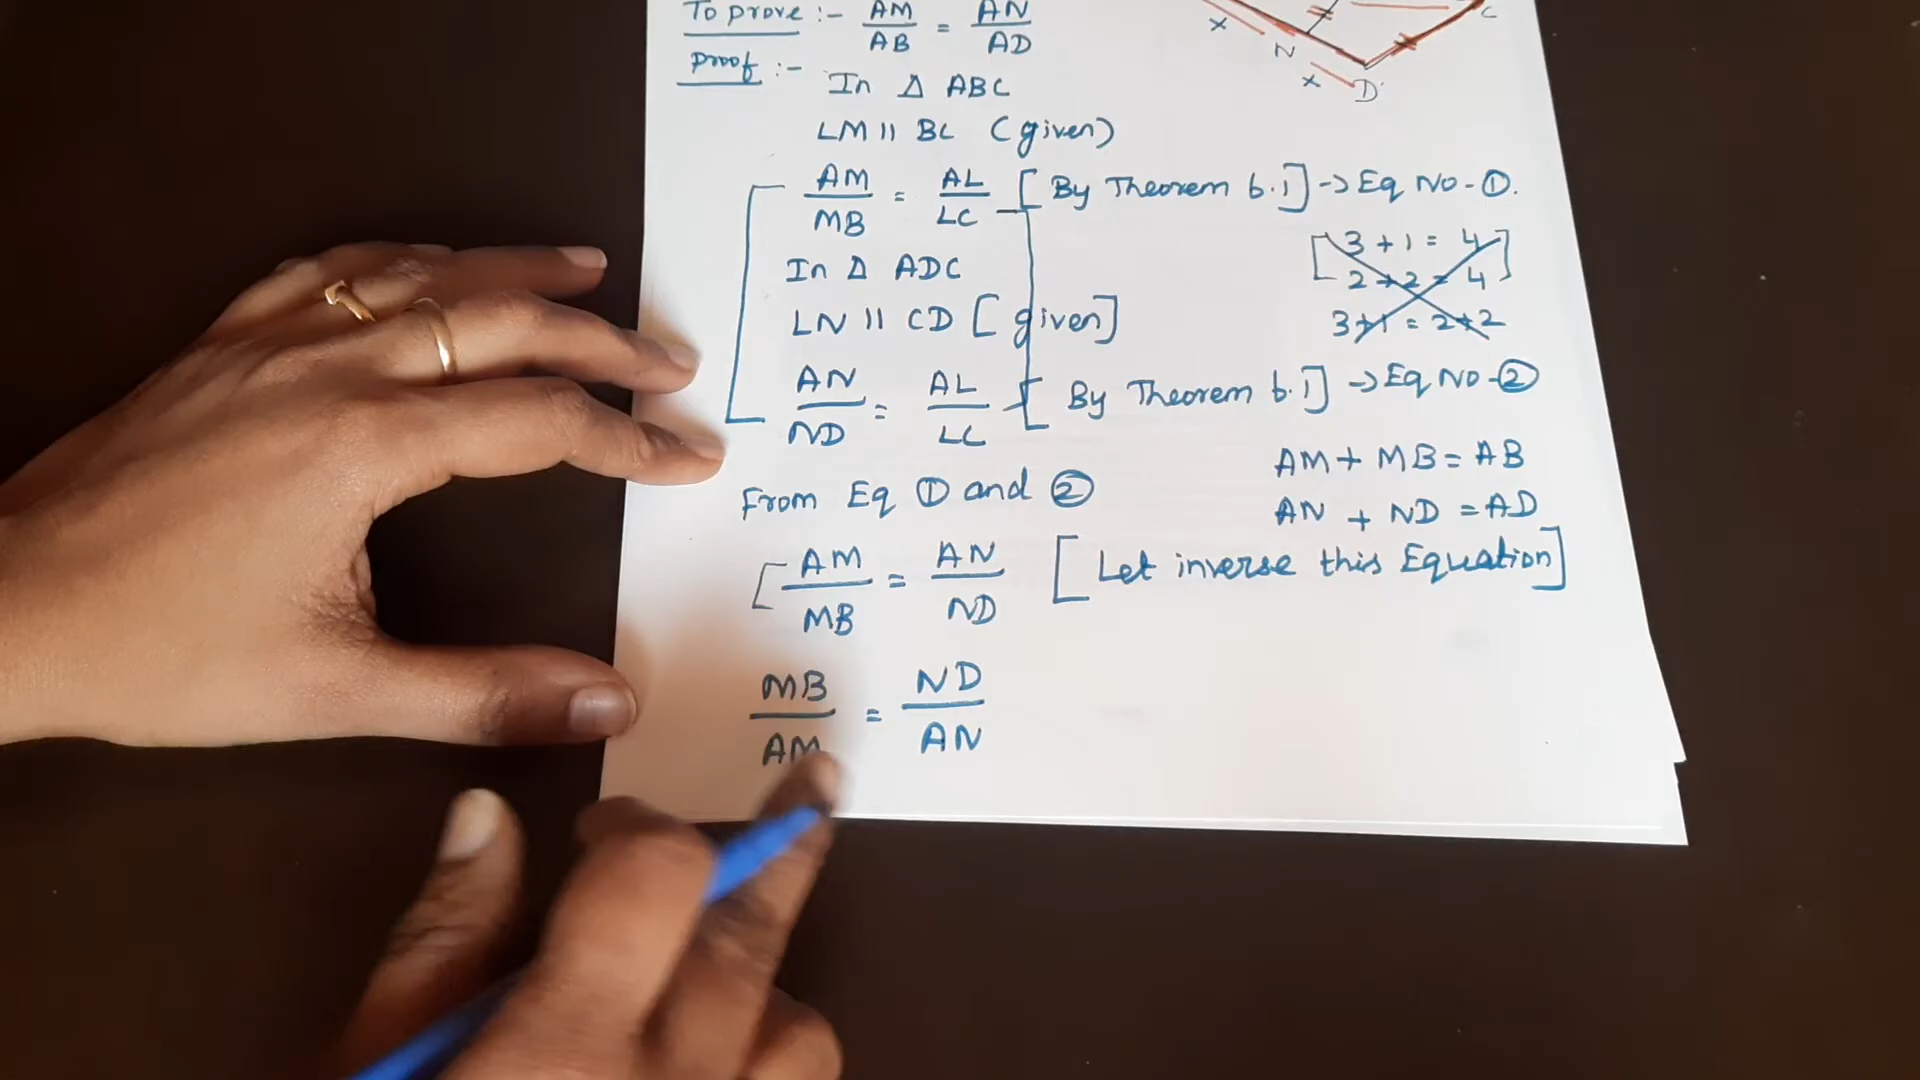 To prove :- AM/AB = AN/AD
proof :-
In Δ ABC
LM || BC (given)
AM/MB = AL/LC [By Theorem 6.1] -> Eq No - ①.
In Δ ADC
LN || CD [given]
AN/ND = AL/LC [By Theorem 6.1] -> Eq No - ②
From Eq ① and ②
AM/MB = AN/ND [Let inverse this Equation]
MB/AM = ND/AN
3 + 1 = 4
2 + 2 = 4
3 + 1 = 2 + 2
AM + MB = AB
AN + ND = AD
x
N
x
D
C